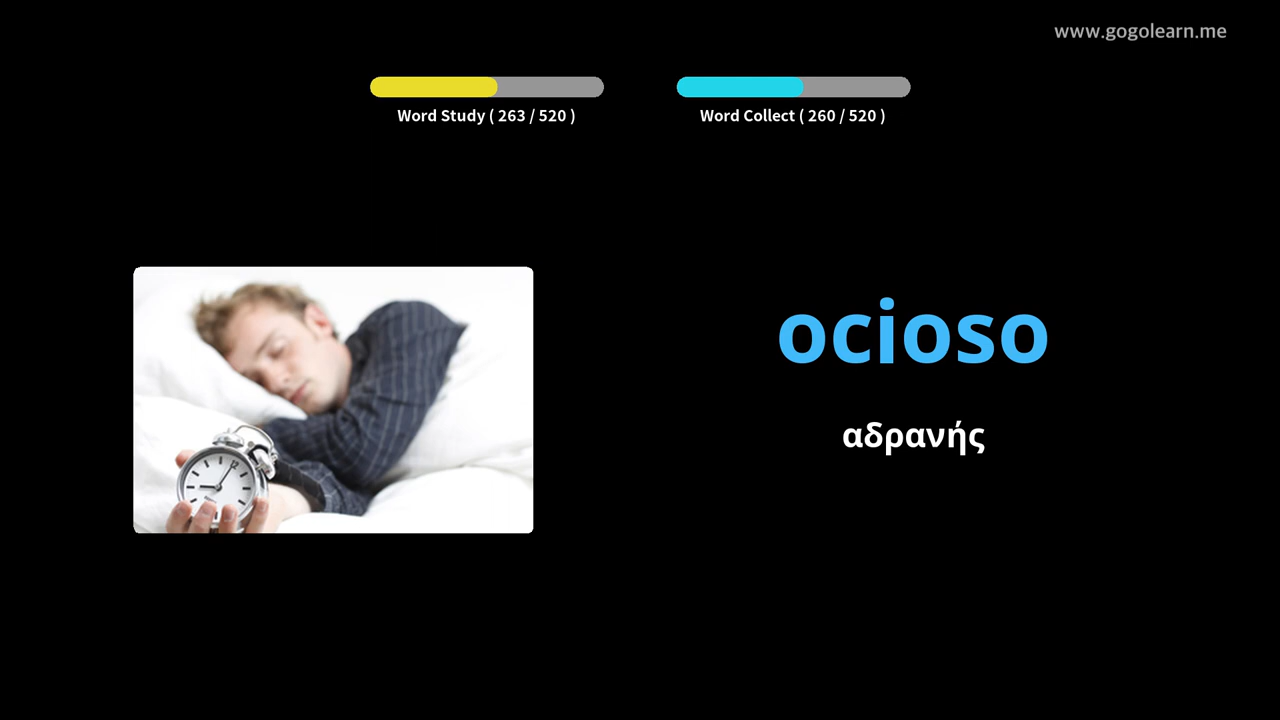 www.gogolearn.me
Word Study ( 263 / 520 )
Word Collect ( 260 / 520 )
ocioso
αδρανής